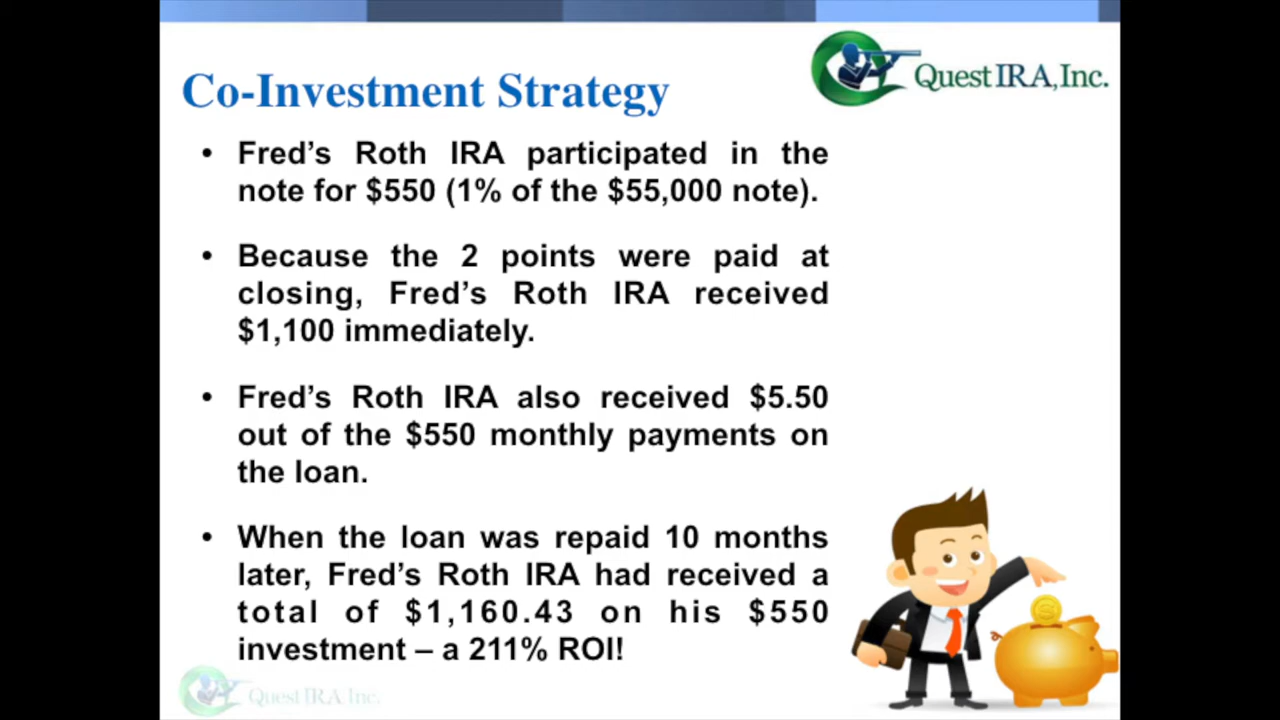 Quest IRA, Inc.
Co-Investment Strategy
• Fred's Roth IRA participated in the
note for $550 (1% of the $55,000 note).
• Because the 2 points were paid at
closing, Fred's Roth IRA received
$1,100 immediately.
• Fred's Roth IRA also received $5.50
out of the $550 monthly payments on
the loan.
• When the loan was repaid 10 months
later, Fred's Roth IRA had received a
total of $1,160.43 on his $550
investment – a 211% ROI!
Quest IRA, Inc.